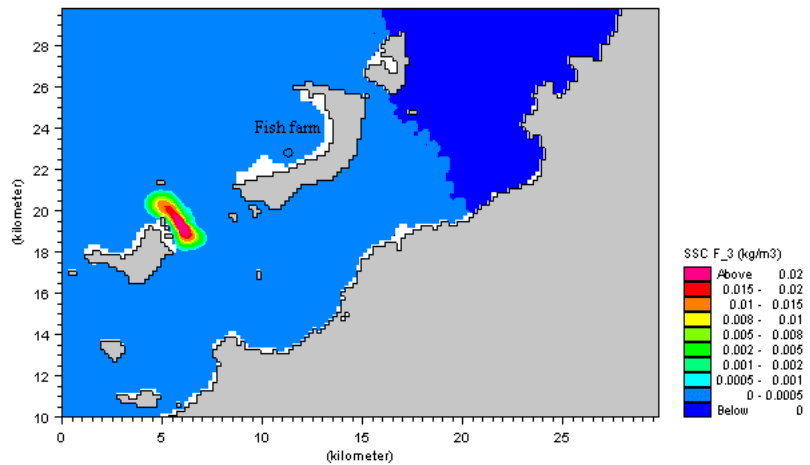 28
26
24
22
20
18
16
14
12
10
(kilometer)
Fish farm
0 5 10 15 20 25
(kilometer)
SSC F_3 (kg/m3)
Above 0.02
0.015 - 0.02
0.01 - 0.015
0.008 - 0.01
0.005 - 0.008
0.002 - 0.005
0.001 - 0.002
0.0005 - 0.001
0 - 0.0005
Below 0